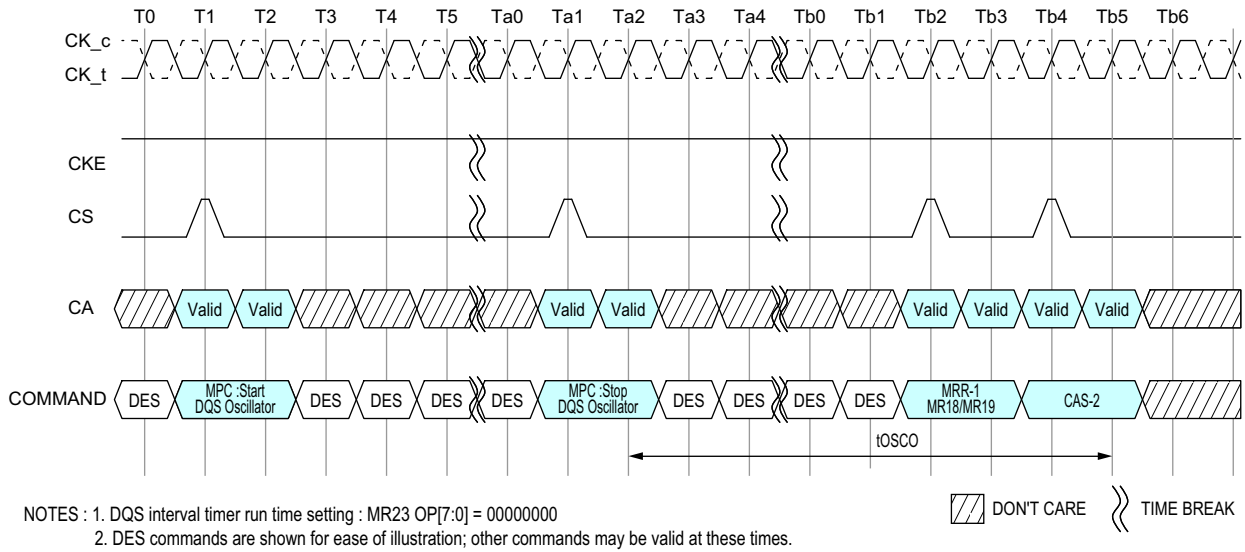 T0 T1 T2 T3 T4 T5 Ta0 Ta1 Ta2 Ta3 Ta4 Tb0 Tb1 Tb2 Tb3 Tb4 Tb5 Tb6
CK_c
CK_t
CKE
CS
CA Valid Valid Valid Valid Valid Valid Valid Valid
COMMAND DES MPC :Start DQS Oscillator DES DES DES DES MPC :Stop DQS Oscillator DES DES DES DES MRR-1 MR18/MR19 CAS-2
tOSCO
DON'T CARE TIME BREAK
NOTES : 1. DQS interval timer run time setting : MR23 OP[7:0] = 00000000
2. DES commands are shown for ease of illustration; other commands may be valid at these times.